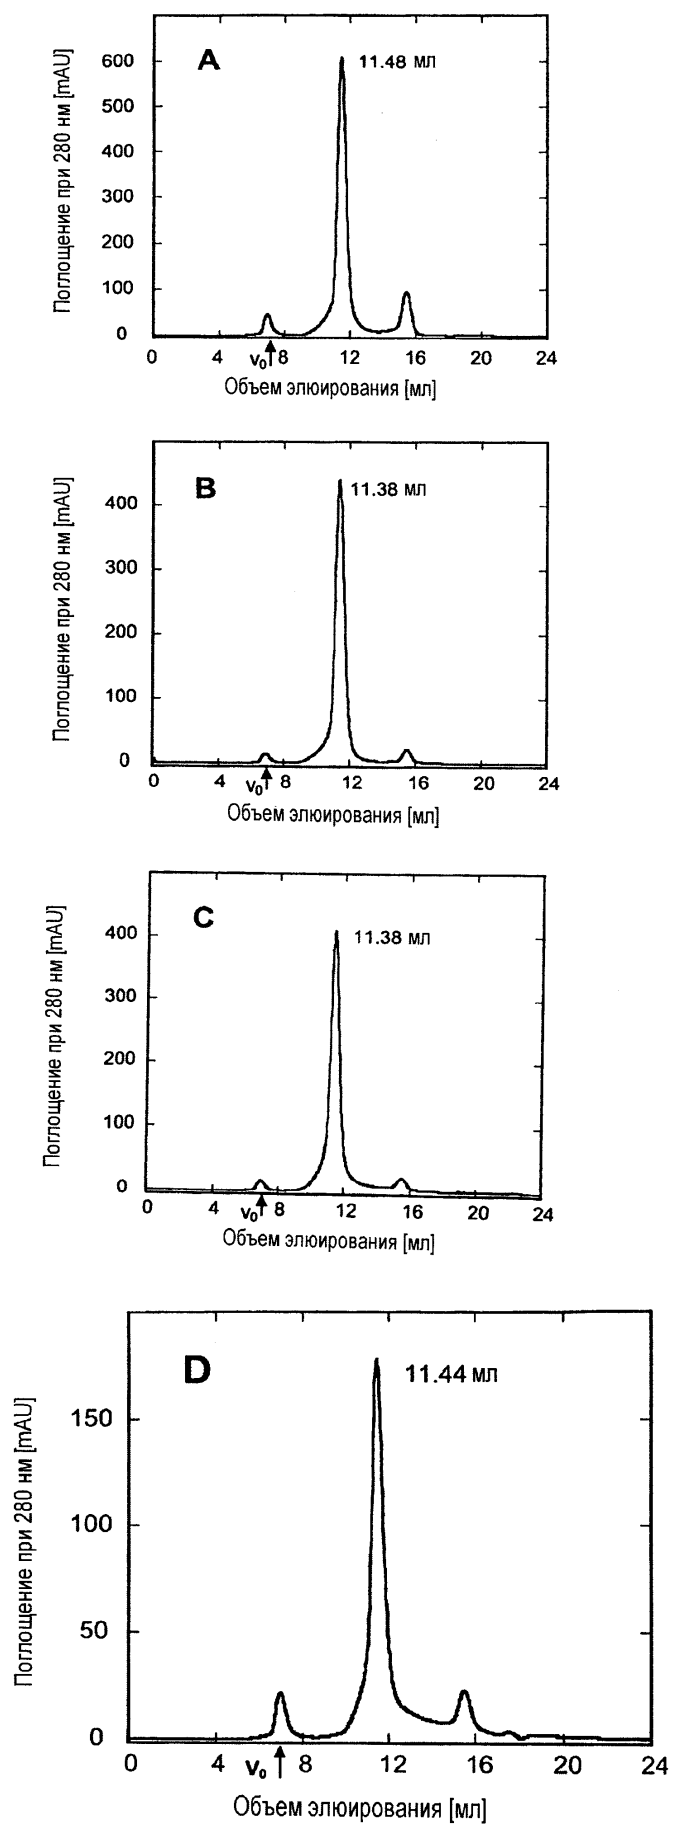 A
11.48 мл
Поглощение при 280 нм [mAU]
600
500
400
300
200
100
0
0 4 V₀ 8 12 16 20 24
Объем элюирования [мл]
B
11.38 мл
Поглощение при 280 нм [mAU]
400
300
200
100
0
0 4 V₀ 8 12 16 20 24
Объем элюирования [мл]
C
11.38 мл
Поглощение при 280 нм [mAU]
400
300
200
100
0
0 4 V₀ 8 12 16 20 24
Объем элюирования [мл]
D
11.44 мл
Поглощение при 280 нм [mAU]
150
100
50
0
0 4 V₀ 8 12 16 20 24
Объем элюирования [мл]